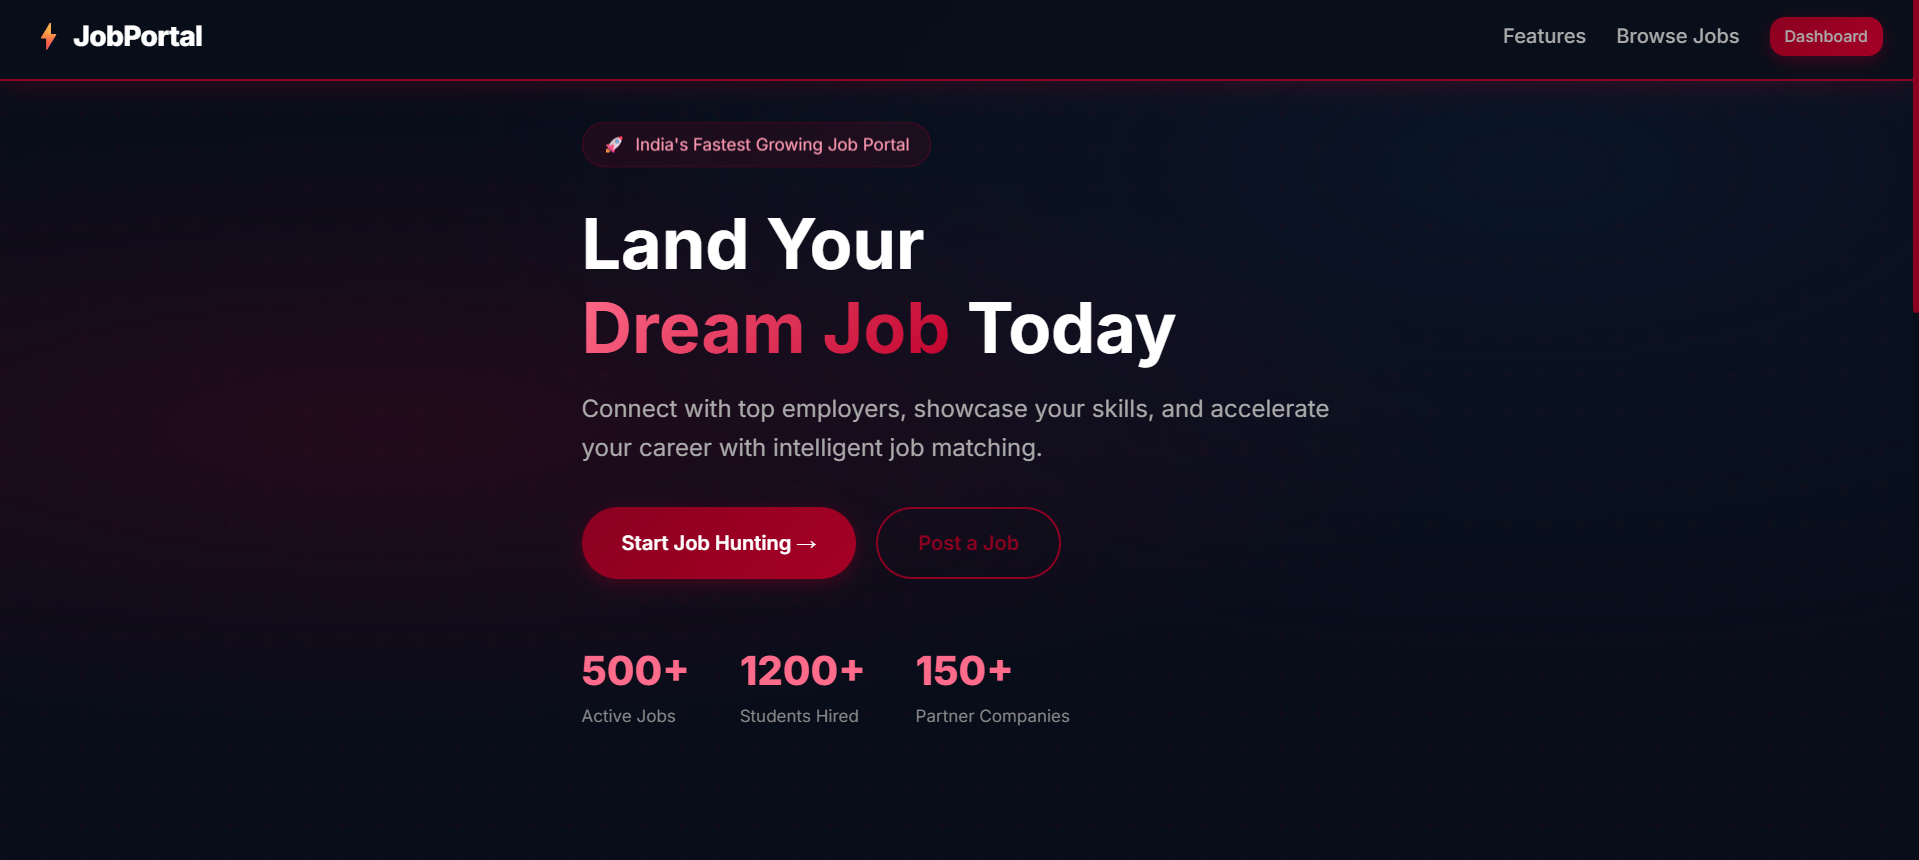 JobPortal
Features
Browse Jobs
Dashboard
India's Fastest Growing Job Portal
Land Your
Dream Job Today
Connect with top employers, showcase your skills, and accelerate
your career with intelligent job matching.
Start Job Hunting →
Post a Job
500+
Active Jobs
1200+
Students Hired
150+
Partner Companies